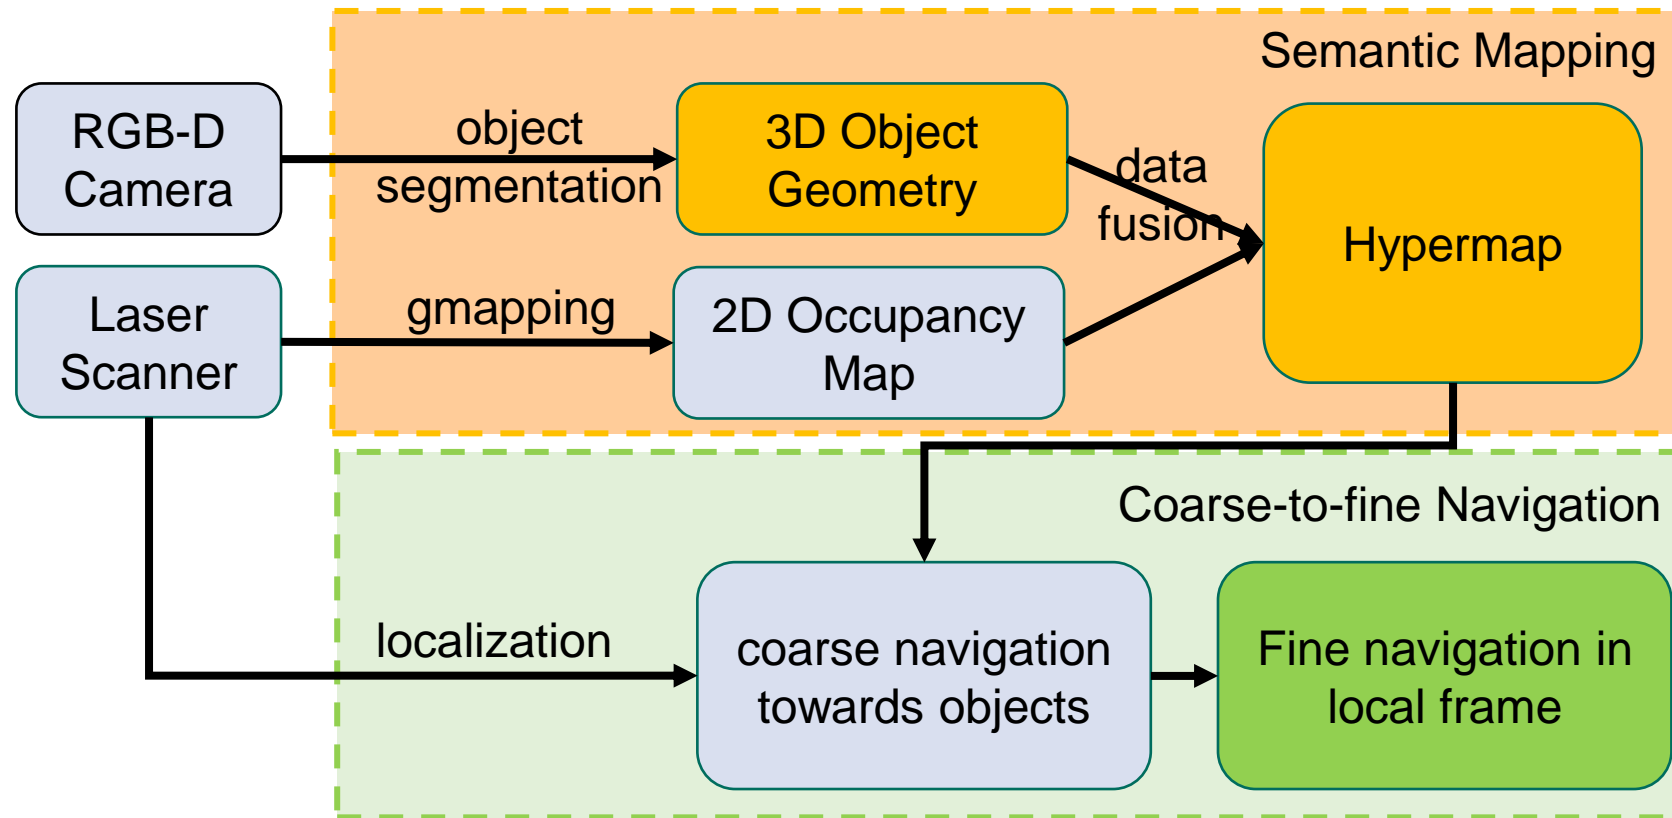 Semantic Mapping
RGB-D
Camera
object
segmentation
3D Object
Geometry
data
fusion
Hypermap
Laser
Scanner
gmapping
2D Occupancy
Map
Coarse-to-fine Navigation
localization
coarse navigation
towards objects
Fine navigation in
local frame